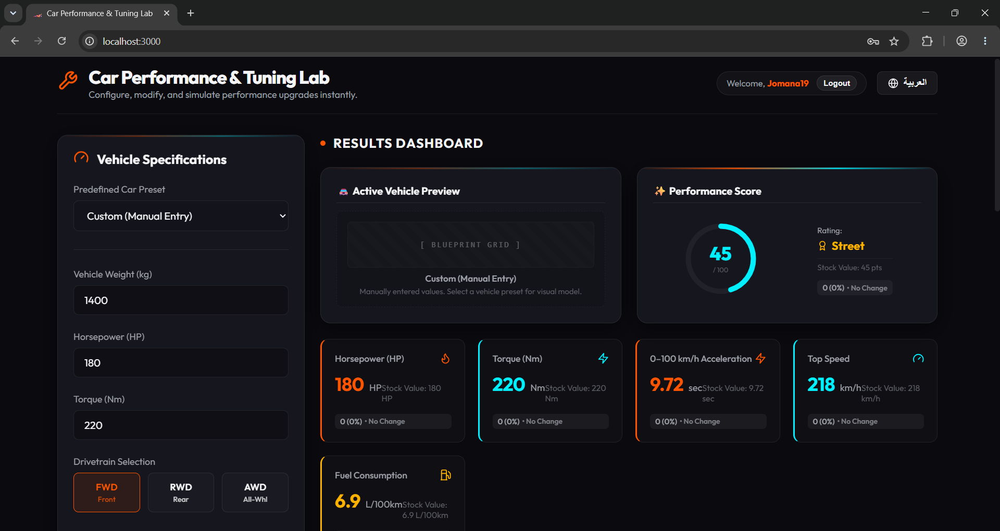 Car Performance & Tuning Lab
localhost:3000
Car Performance & Tuning Lab
Configure, modify, and simulate performance upgrades instantly.
Welcome, Jomana19
Logout
العربية
Vehicle Specifications
Predefined Car Preset
Custom (Manual Entry)
Vehicle Weight (kg)
1400
Horsepower (HP)
180
Torque (Nm)
220
Drivetrain Selection
FWD
Front
RWD
Rear
AWD
All-Whl
RESULTS DASHBOARD
Active Vehicle Preview
[ BLUEPRINT GRID ]
Custom (Manual Entry)
Manually entered values. Select a vehicle preset for visual model.
Performance Score
45
/ 100
Rating:
Street
Stock Value: 45 pts
0 (0%) • No Change
Horsepower (HP)
180 HPStock Value: 180
HP
0 (0%) • No Change
Torque (Nm)
220 NmStock Value: 220
Nm
0 (0%) • No Change
0–100 km/h Acceleration
9.72 secStock Value: 9.72
sec
0 (0%) • No Change
Top Speed
218 km/hStock Value: 218
km/h
0 (0%) • No Change
Fuel Consumption
6.9 L/100kmStock Value:
6.9 L/100km